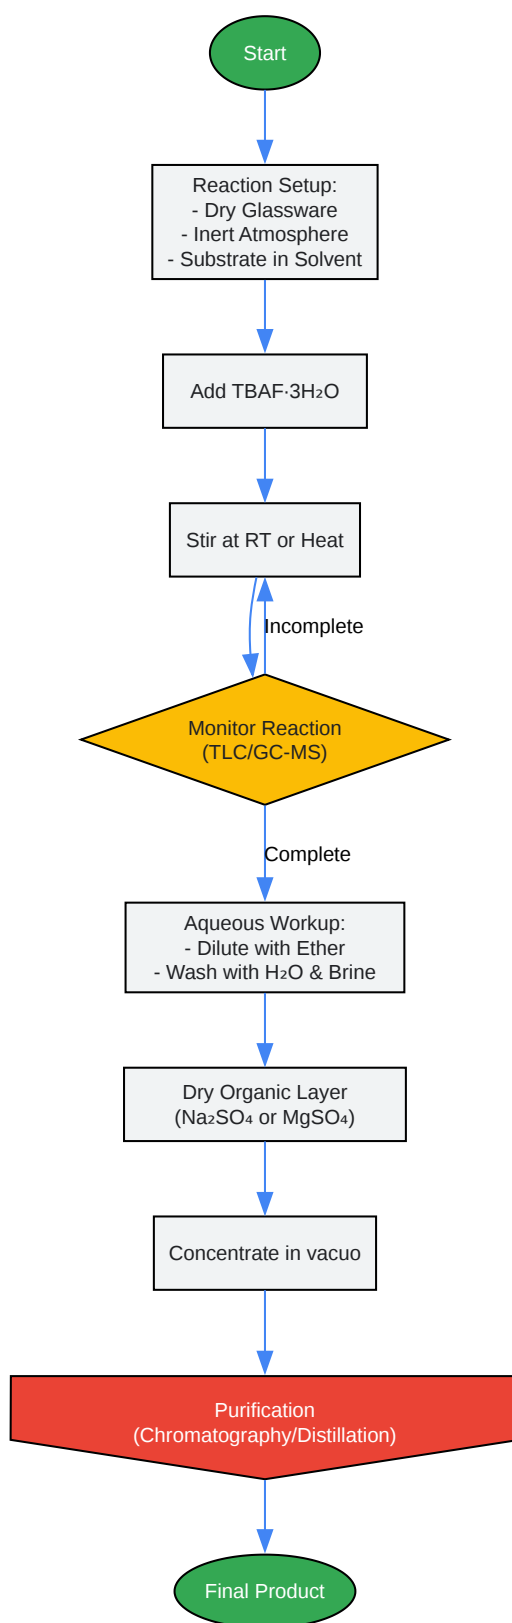 Start
Reaction Setup:
- Dry Glassware
- Inert Atmosphere
- Substrate in Solvent
Add TBAF·3H₂O
Stir at RT or Heat
Incomplete
Monitor Reaction
(TLC/GC-MS)
Complete
Aqueous Workup:
- Dilute with Ether
- Wash with H₂O & Brine
Dry Organic Layer
(Na₂SO₄ or MgSO₄)
Concentrate in vacuo
Purification
(Chromatography/Distillation)
Final Product